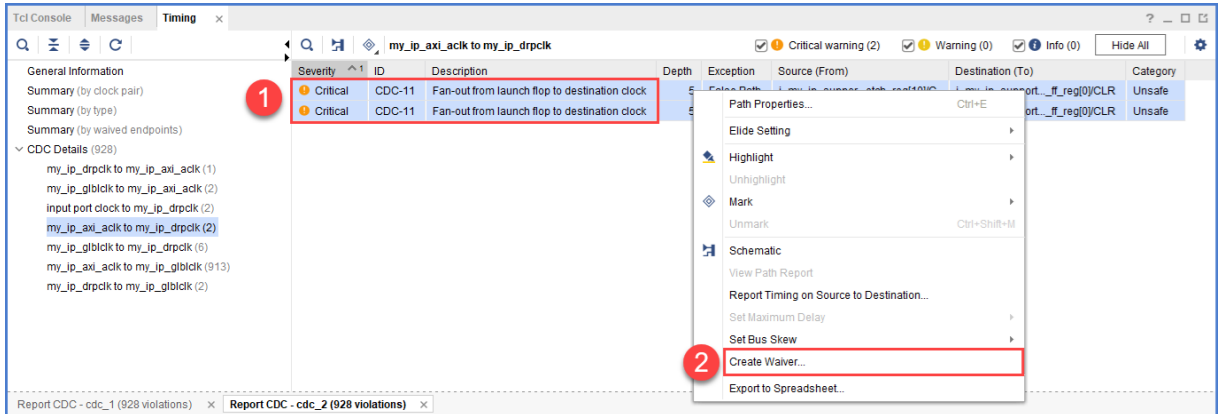 Tcl Console Messages Timing × ? _ □
my_ip_axi_aclk to my_ip_drpclk Critical warning (2) Warning (0) Info (0) Hide All
General Information
Summary (by clock pair)
Summary (by type)
Summary (by waived endpoints)
CDC Details (928)
my_ip_drpclk to my_ip_axi_aclk (1)
my_ip_glblclk to my_ip_axi_aclk (2)
input port clock to my_ip_drpclk (2)
my_ip_axi_aclk to my_ip_drpclk (2)
my_ip_glblclk to my_ip_drpclk (6)
my_ip_axi_aclk to my_ip_glblclk (913)
my_ip_drpclk to my_ip_glblclk (2)
Severity ^1 ID Description Depth Exception Source (From) Destination (To) Category
1
Critical CDC-11 Fan-out from launch flop to destination clock 5 False Path ort..._ff_reg[0]/CLR Unsafe
Critical CDC-11 Fan-out from launch flop to destination clock 5 ort..._ff_reg[0]/CLR Unsafe
Path Properties... Ctrl+E
Elide Setting
Highlight
Unhighlight
Mark
Unmark Ctrl+Shift+M
Schematic
View Path Report
Report Timing on Source to Destination...
Set Maximum Delay
Set Bus Skew
2
Create Waiver...
Export to Spreadsheet...
Report CDC - cdc_1 (928 violations) × Report CDC - cdc_2 (928 violations) ×